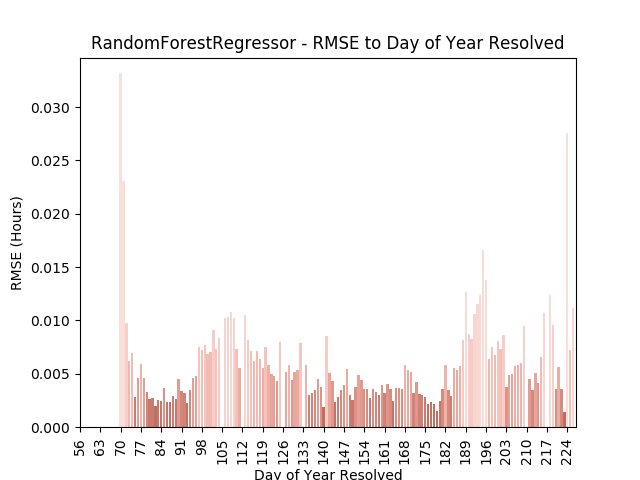 RandomForestRegressor - RMSE to Day of Year Resolved
RMSE (Hours)
0.030
0.025
0.020
0.015
0.010
0.005
0.000
56 63 70 77 84 91 98 105 112 119 126 133 140 147 154 161 168 175 182 189 196 203 210 217 224
Day of Year Resolved